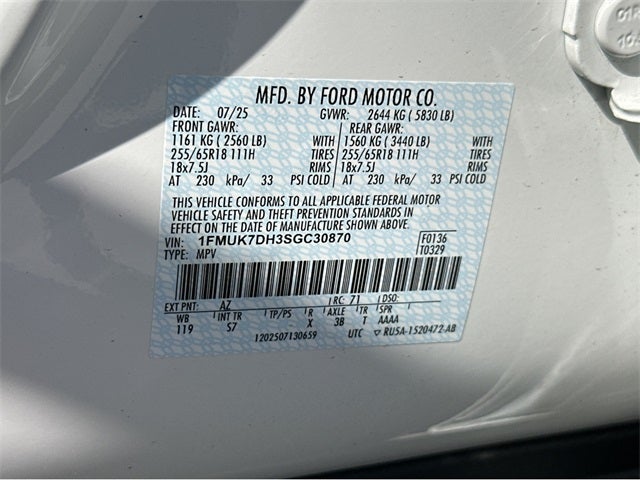 MFD. BY FORD MOTOR CO.
DATE: 07/25 GVWR: 2644 KG ( 5830 LB)
FRONT GAWR: REAR GAWR:
1161 KG ( 2560 LB) WITH 1560 KG ( 3440 LB) WITH
255/65R18 111H TIRES 255/65R18 111H TIRES
18x7.5J RIMS 18x7.5J RIMS
AT 230 kPa/ 33 PSI COLD AT 230 kPa/ 33 PSI COLD
THIS VEHICLE CONFORMS TO ALL APPLICABLE FEDERAL MOTOR
VEHICLE SAFETY AND THEFT PREVENTION STANDARDS IN
EFFECT ON THE DATE OF MANUFACTURE SHOWN ABOVE.
VIN: 1FMUK7DH3SGC30870 F0136
TYPE: MPV T0329
EXT PNT: AZ RC: 71 DSO:
WB INT TR TP/PS R AXLE TR SPR
119 S7 X 3B T AAAA
1202507130659 UTC RU5A-1520472-AB